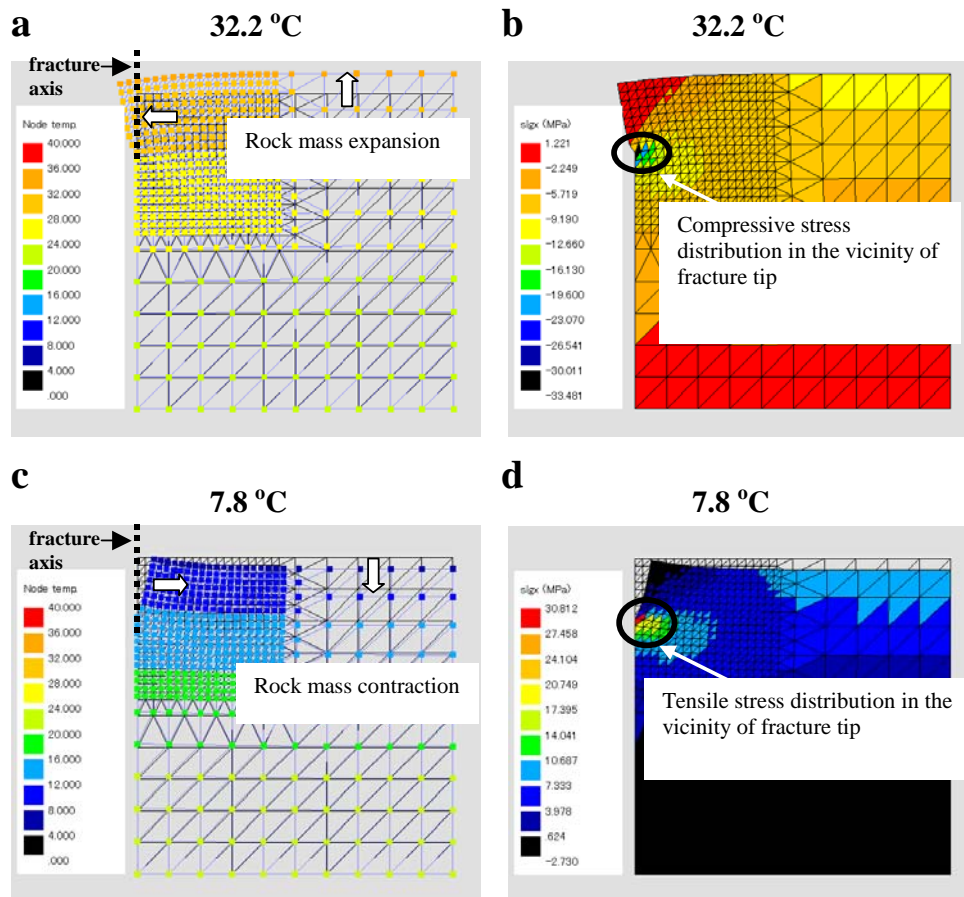 a
32.2 °C
fracture
axis
Node temp.
40.000
36.000
32.000
28.000
24.000
20.000
16.000
12.000
8.000
4.000
.000
Rock mass expansion
b
32.2 °C
sigx (MPa)
1.221
-2.249
-5.719
-9.190
-12.660
-16.130
-19.600
-23.070
-26.541
-30.011
-33.481
Compressive stress
distribution in the vicinity of
fracture tip
c
7.8 °C
fracture
axis
Node temp.
40.000
36.000
32.000
28.000
24.000
20.000
16.000
12.000
8.000
4.000
.000
Rock mass contraction
d
7.8 °C
sigx (MPa)
30.812
27.458
24.104
20.749
17.395
14.041
10.687
7.333
3.978
.624
-2.730
Tensile stress distribution in the
vicinity of fracture tip